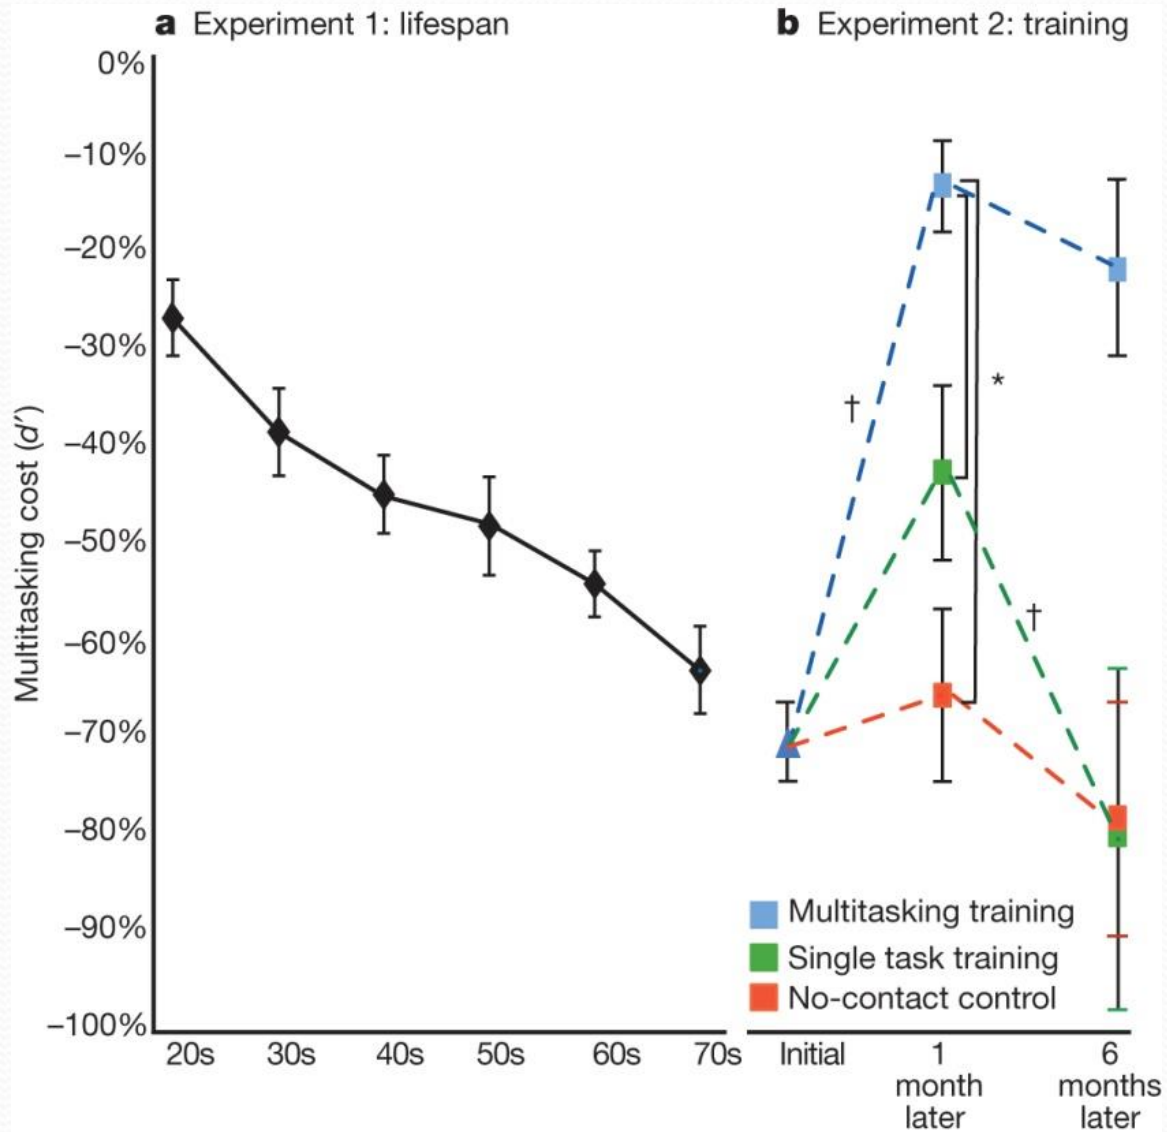 a Experiment 1: lifespan
b Experiment 2: training
Multitasking cost (d′)
0%
–10%
–20%
–30%
–40%
–50%
–60%
–70%
–80%
–90%
–100%
20s 30s 40s 50s 60s 70s
†
*
†
Multitasking training
Single task training
No-contact control
Initial
1
month
later
6
months
later